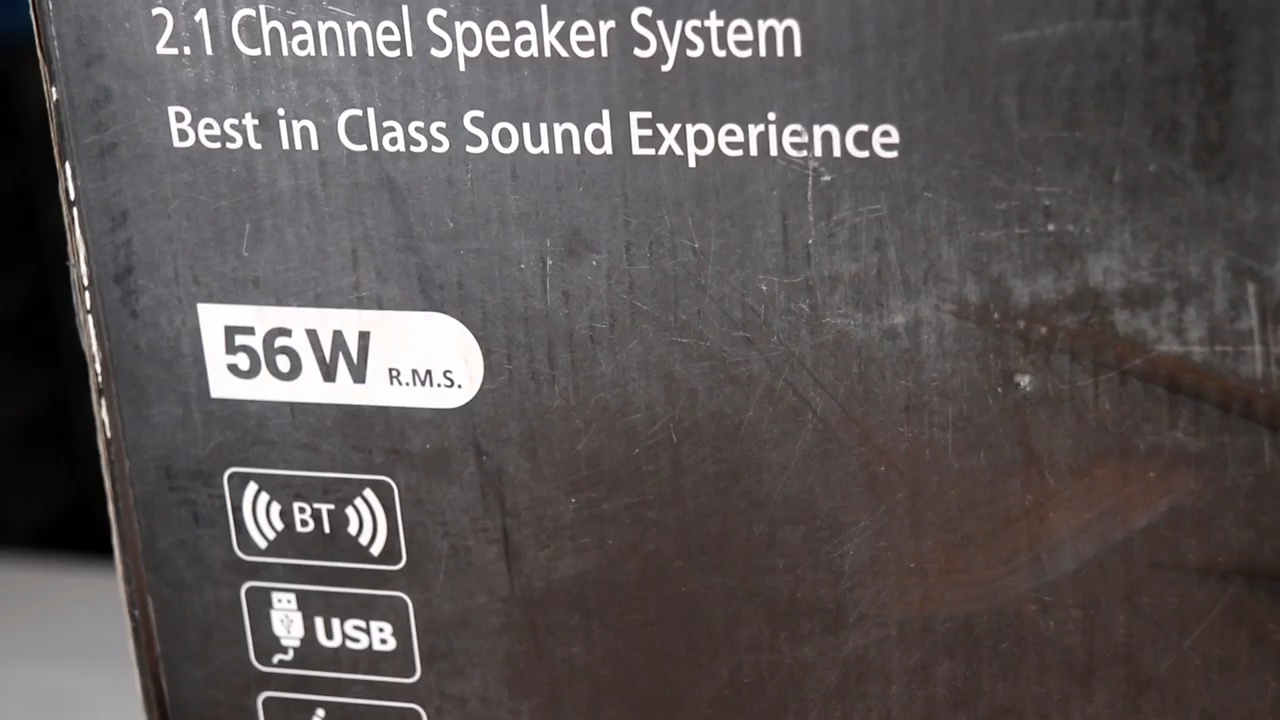 2.1 Channel Speaker System
Best in Class Sound Experience
56W R.M.S.
BT
USB